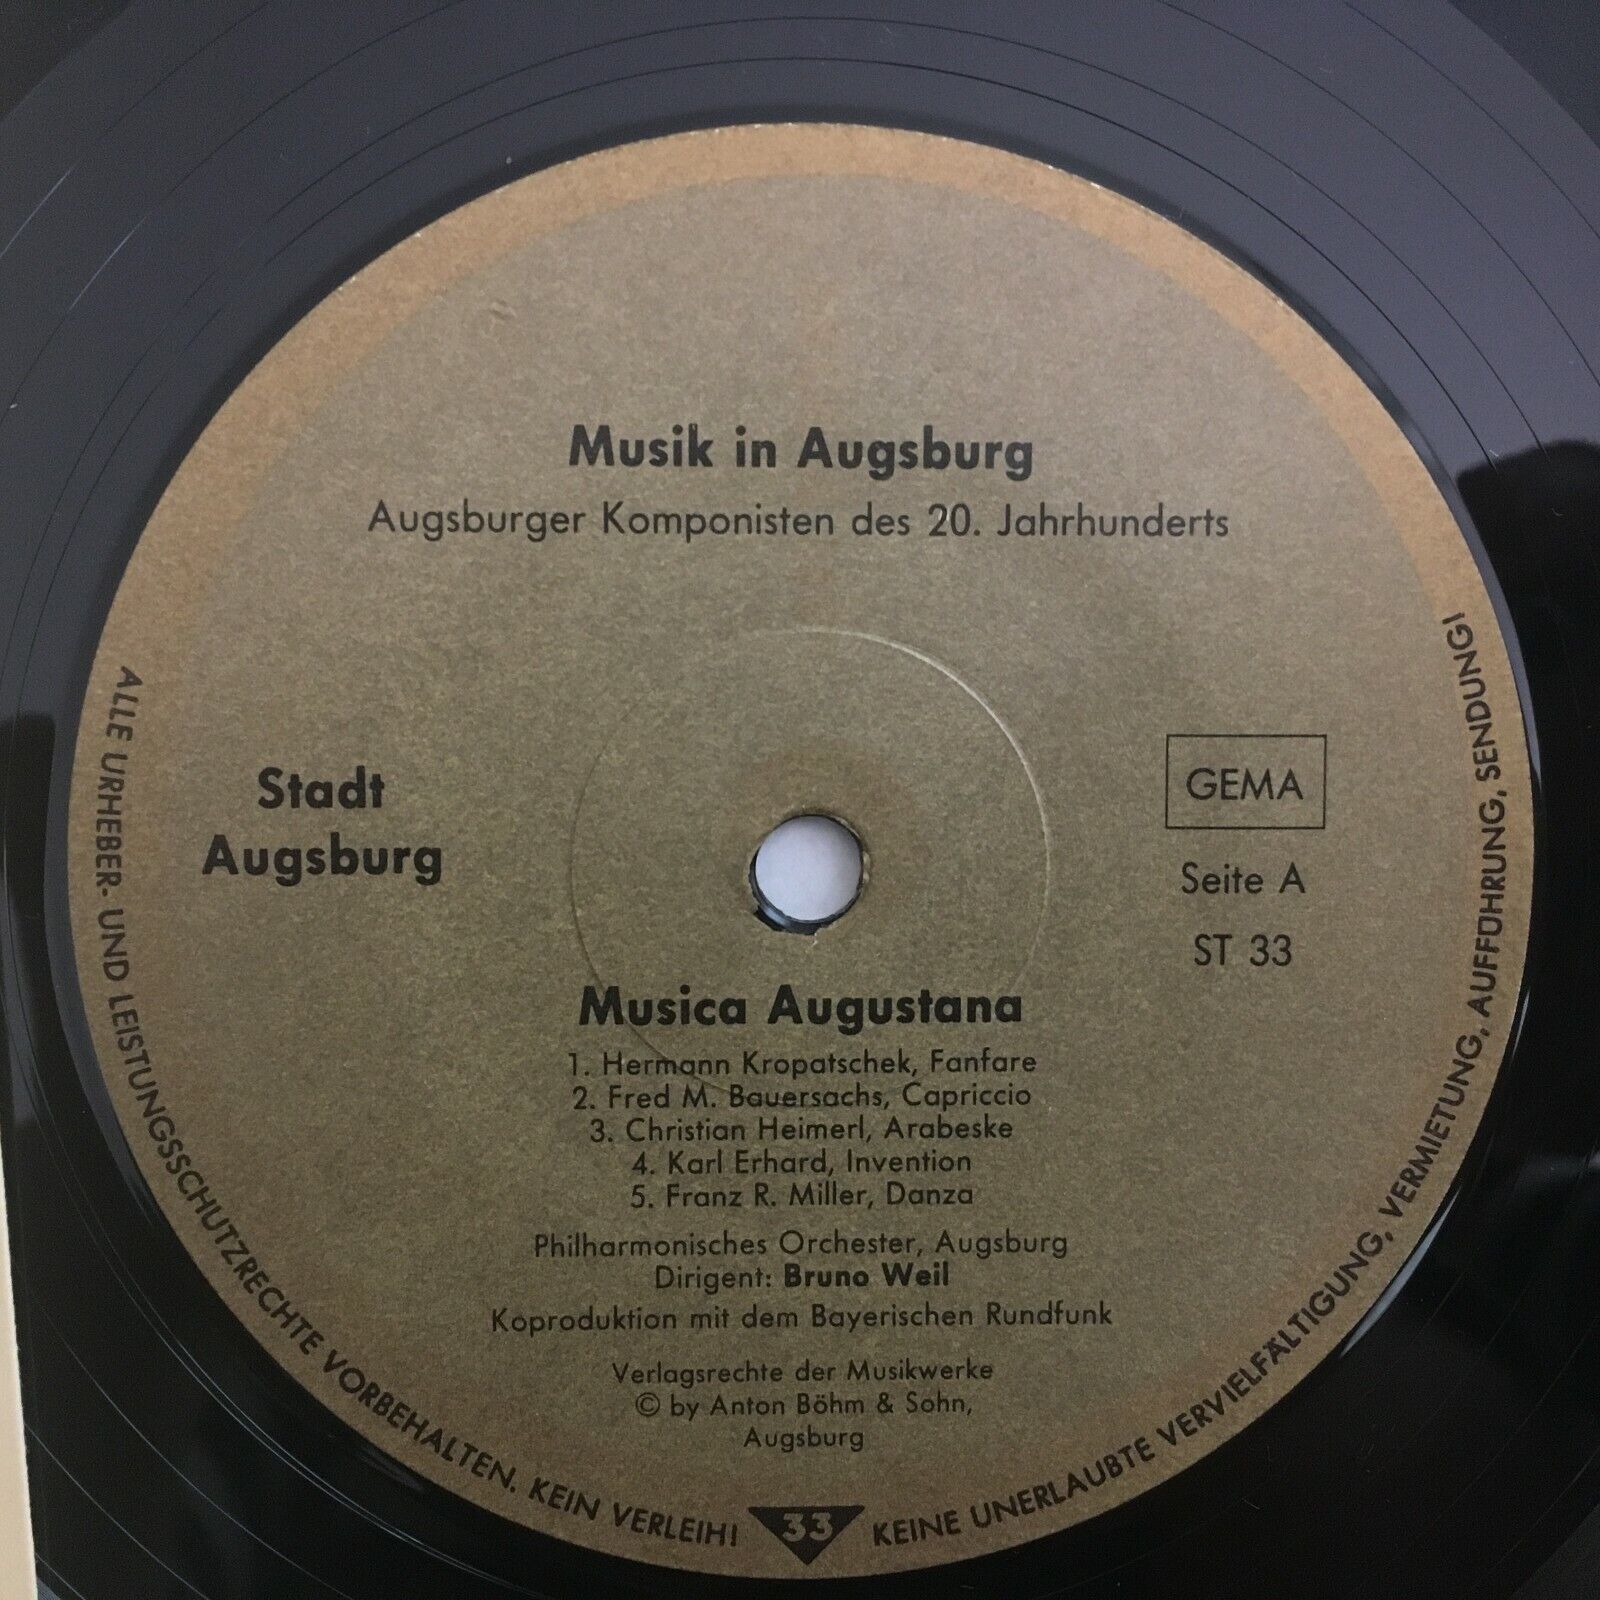 Musik in Augsburg
Augsburger Komponisten des 20. Jahrhunderts
Stadt
Augsburg
GEMA
Seite A
ST 33
Musica Augustana
1. Hermann Kropatschek, Fanfare
2. Fred M. Bauersachs, Capriccio
3. Christian Heimerl, Arabeske
4. Karl Erhard, Invention
5. Franz R. Miller, Danza
Philharmonisches Orchester, Augsburg
Dirigent: Bruno Weil
Koproduktion mit dem Bayerischen Rundfunk
Verlagsrechte der Musikwerke
© by Anton Böhm & Sohn,
Augsburg
ALLE URHEBER- UND LEISTUNGSSCHUTZRECHTE VORBEHALTEN. KEIN VERLEIH!
33
KEINE UNERLAUBTE VERVIELFÄLTIGUNG, VERMIETUNG, AUFFÜHRUNG, SENDUNG!